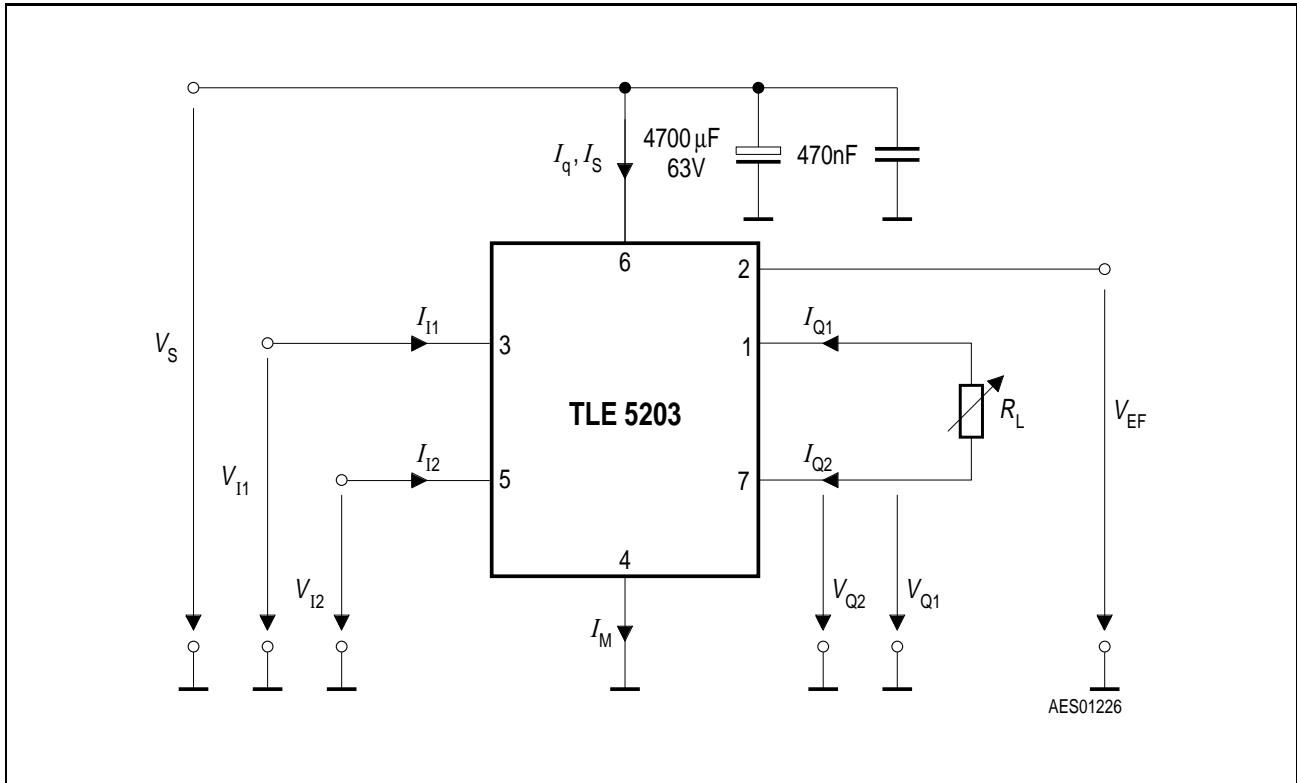 4700 µF
63V
470nF
Iq, IS
6
2
II1
3
IQ1
1
VS
TLE 5203
RL
VEF
II2
5
IQ2
7
VI1
4
VI2
VQ2
VQ1
IM
AES01226